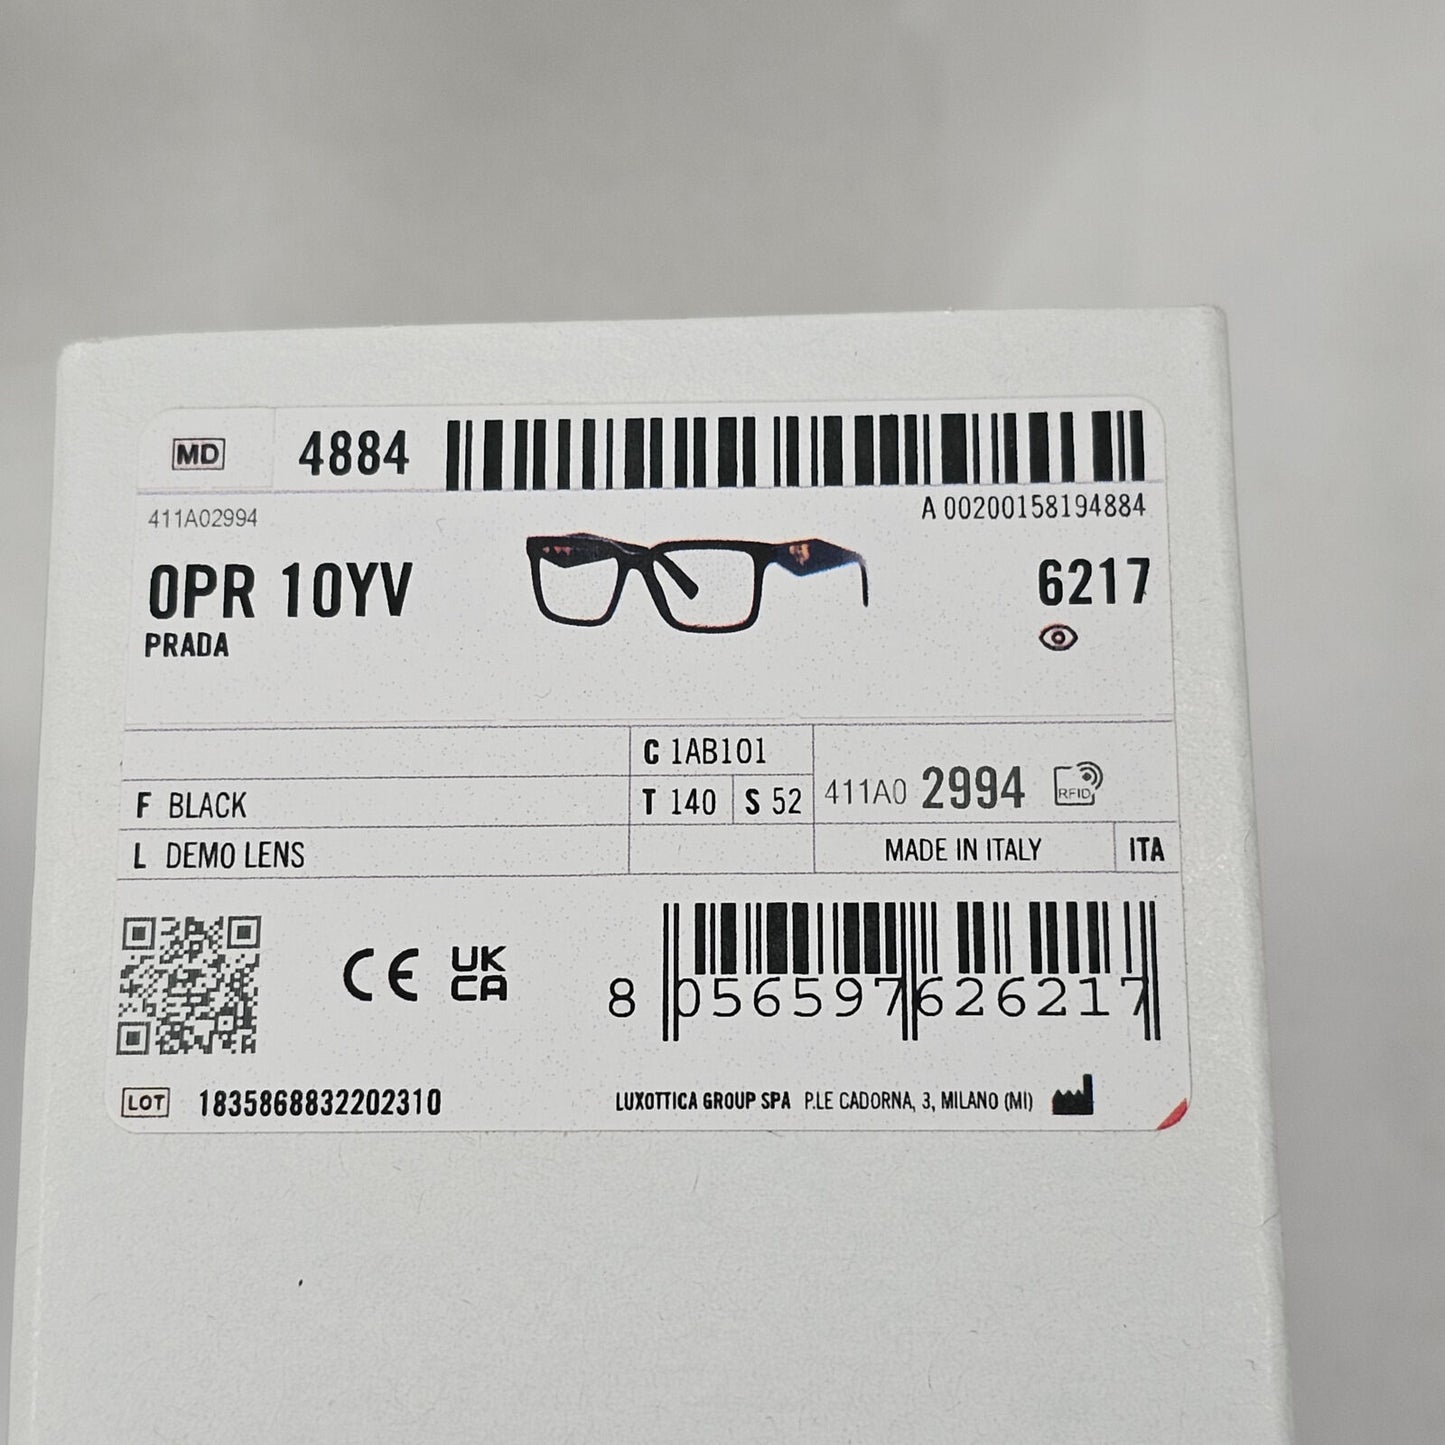 MD 4884
A 00200158194884
411A02994
0PR 10YV
PRADA
6217
C 1AB101
F BLACK
T 140 S 52
411A0 2994 RFID
L DEMO LENS
MADE IN ITALY ITA
CE UK
CA
8 056597 626217
LOT 1835868832202310
LUXOTTICA GROUP SPA P.LE CADORNA, 3, MILANO (MI)